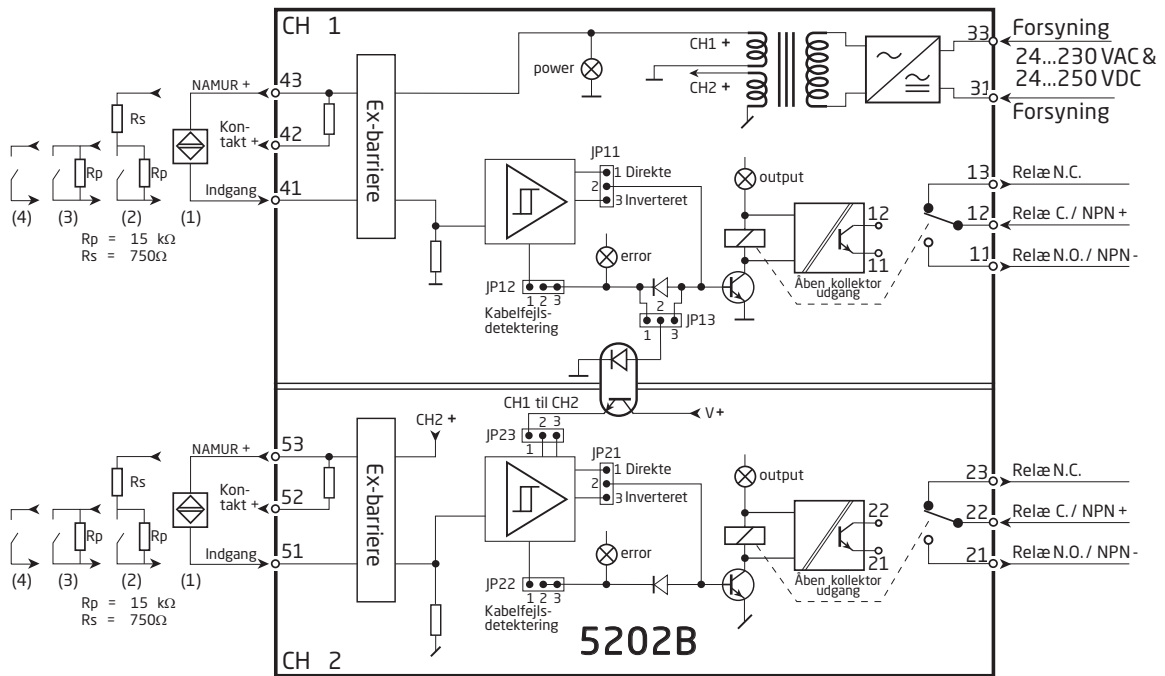 CH 1
33
Forsyning
24...230 VAC &
24...250 VDC
31
Forsyning
CH1 +
CH2 +
power
NAMUR +
43
Kon-
takt +
42
Indgang
41
Rs
Rp
Rp
(4)
(3)
(2)
(1)
Rp = 15 kΩ
Rs = 750Ω
Ex-barriere
JP11
1 Direkte
2
3 Inverteret
output
12
11
Åben kollektor
udgang
13
Relæ N.C.
12
Relæ C. / NPN +
11
Relæ N.O. / NPN -
error
JP12
1 2 3
Kabelfejls-
detektering
2
1
3
JP13
CH1 til CH2
V+
CH2 +
JP23
2 3
1
NAMUR +
53
Kon-
takt +
52
Indgang
51
Rs
Rp
Rp
(4)
(3)
(2)
(1)
Rp = 15 kΩ
Rs = 750Ω
Ex-barriere
JP21
1 Direkte
2
3 Inverteret
output
22
21
Åben kollektor
udgang
23
Relæ N.C.
22
Relæ C. / NPN +
21
Relæ N.O. / NPN -
error
JP22
1 2 3
Kabelfejls-
detektering
5202B
CH 2